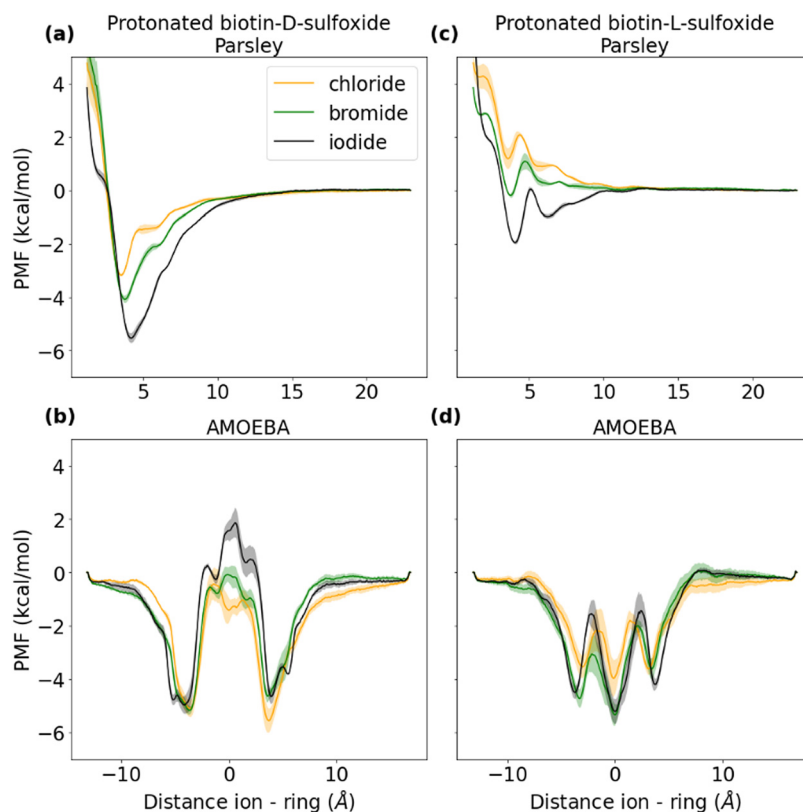 (a) Protonated biotin-D-sulfoxide
Parsley
(c) Protonated biotin-L-sulfoxide
Parsley
chloride
bromide
iodide
PMF (kcal/mol)
4
2
0
−2
−4
−6
5 10 15 20
5 10 15 20
(b) AMOEBA
(d) AMOEBA
PMF (kcal/mol)
4
2
0
−2
−4
−6
−10 0 10
−10 0 10
Distance ion - ring (Å)
Distance ion - ring (Å)